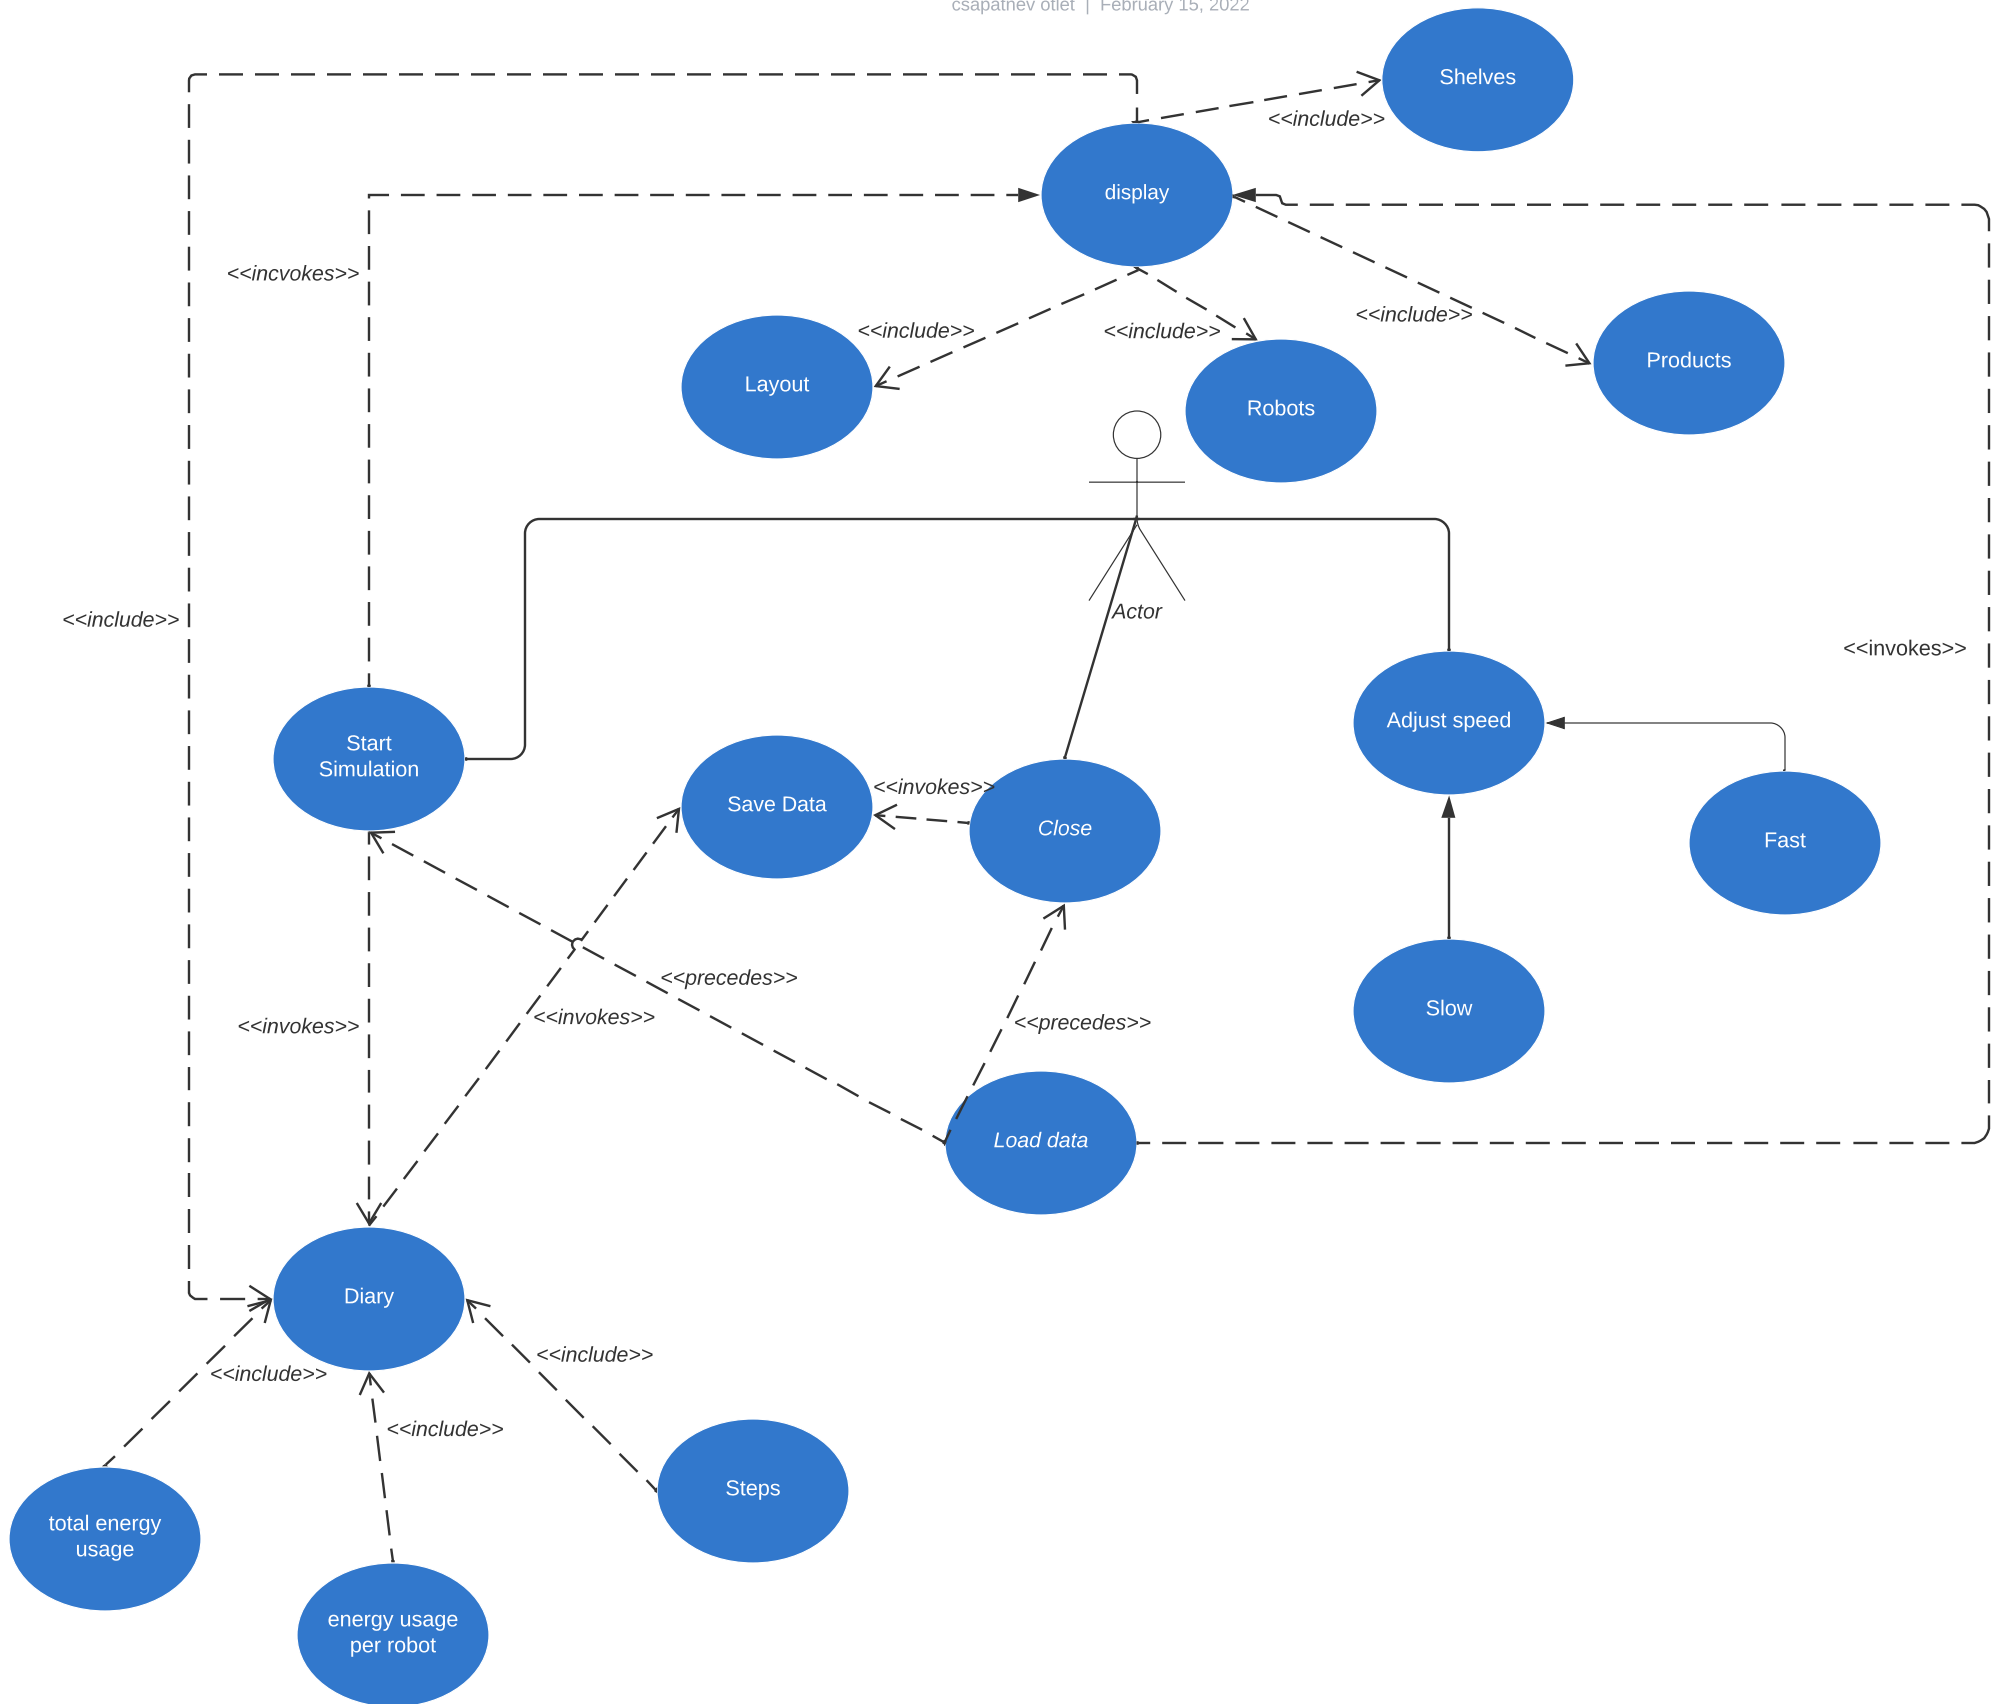 csapatnev otlet | February 15, 2022
Shelves
<<include>>
display
<<incvokes>>
<<include>>
<<include>>
<<include>>
Products
Layout
Robots
Actor
<<include>>
<<invokes>>
Adjust speed
Start
Simulation
<<invokes>>
Save Data
Close
Fast
<<precedes>>
Slow
<<invokes>>
<<precedes>>
<<invokes>>
Load data
Diary
<<include>>
<<include>>
<<include>>
Steps
total energy
usage
energy usage
per robot